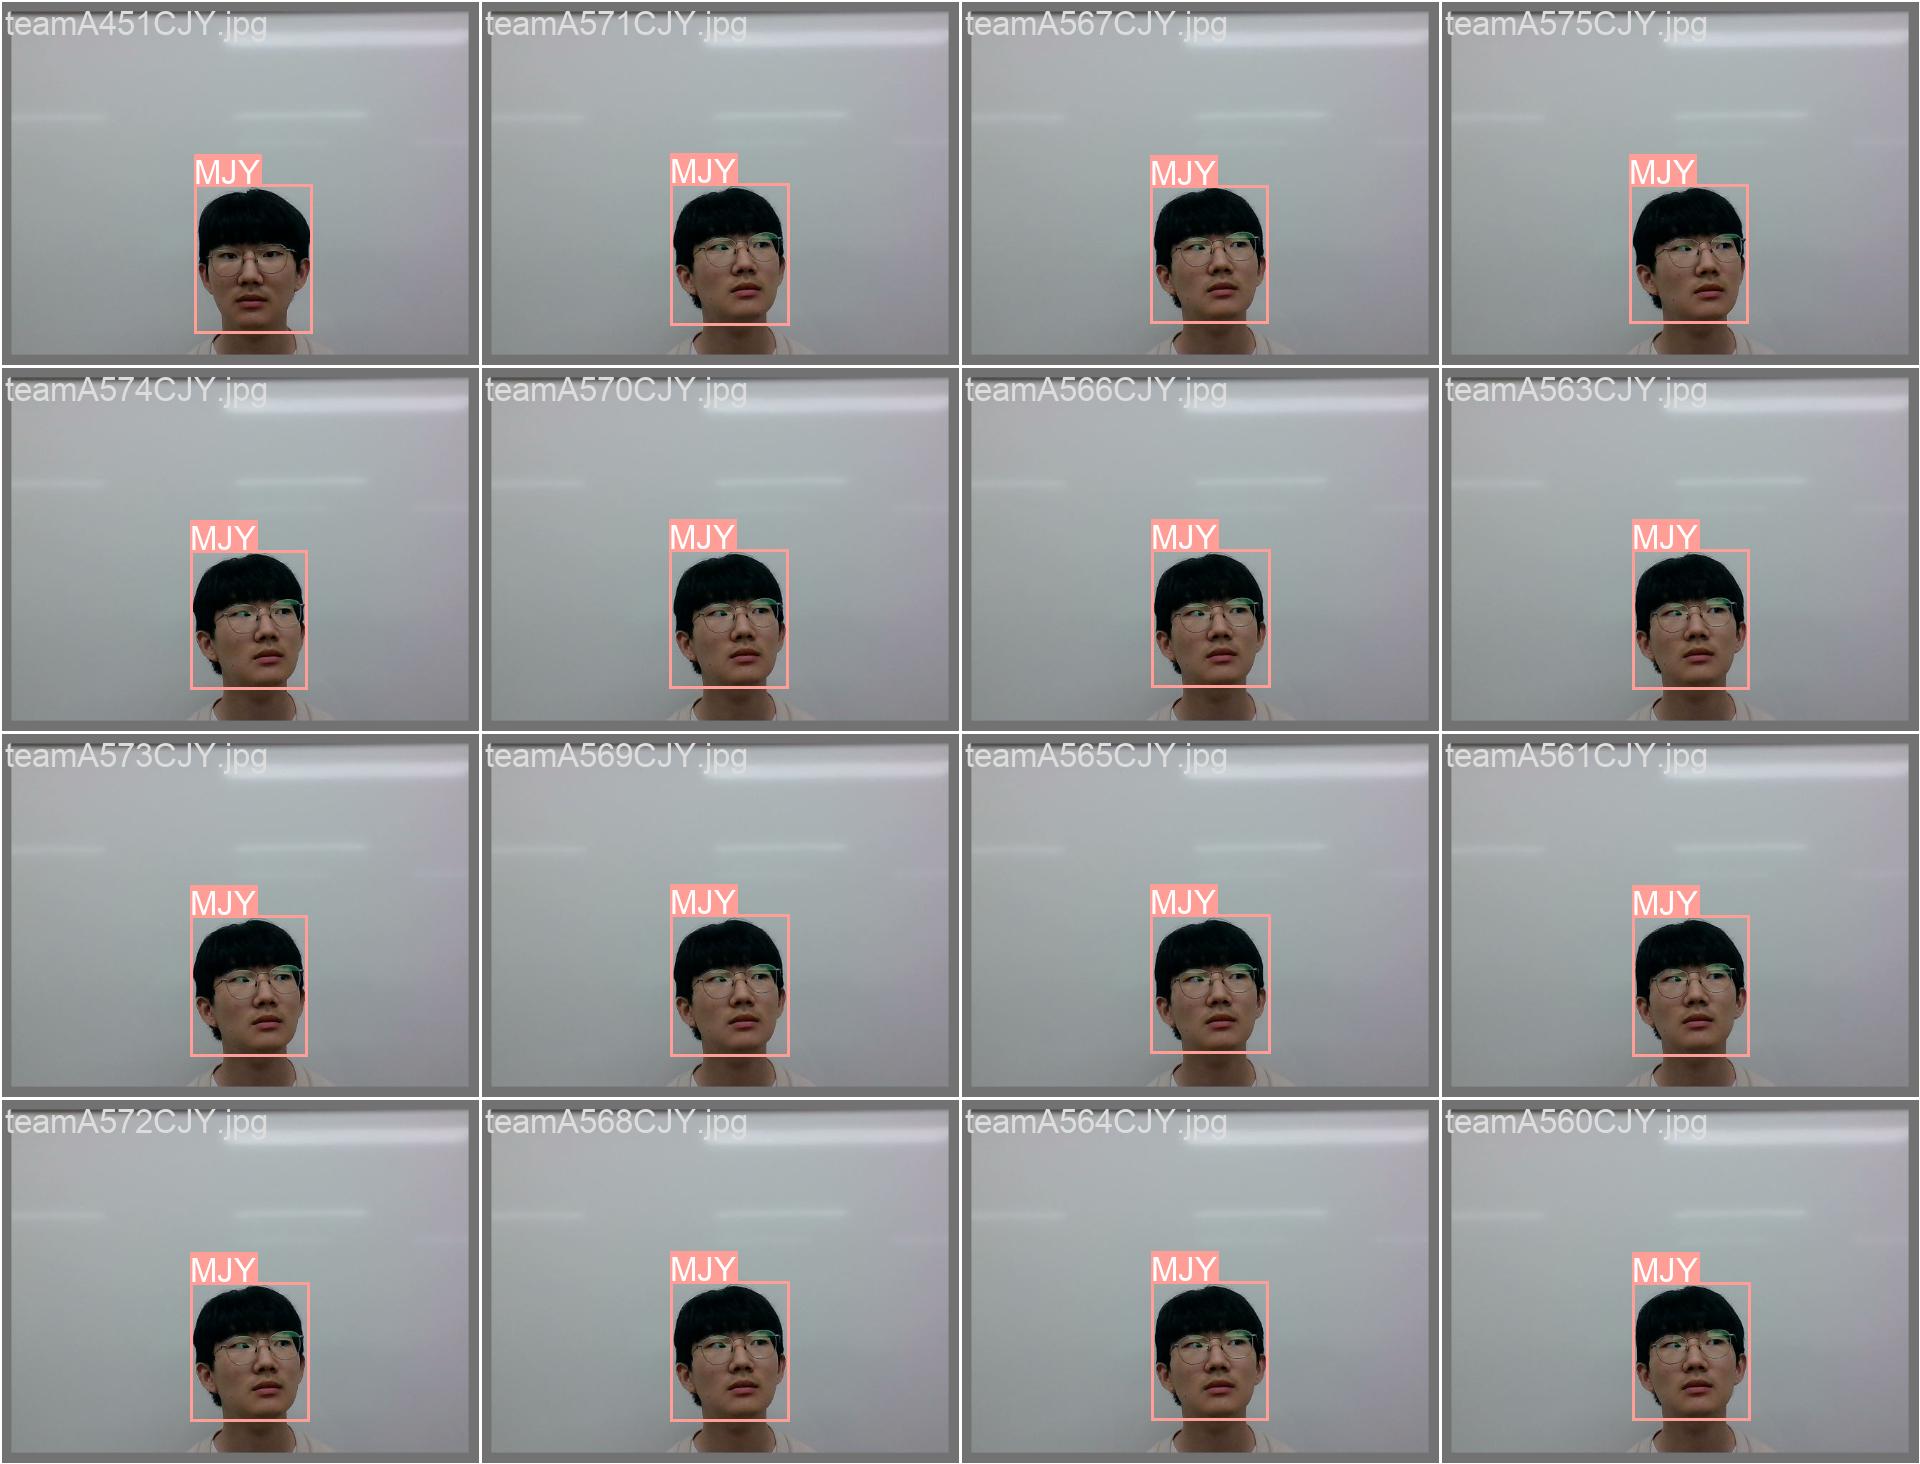 teamA451CJY.jpg
teamA571CJY.jpg
teamA567CJY.jpg
teamA575CJY.jpg
MJY
MJY
MJY
MJY
teamA574CJY.jpg
teamA570CJY.jpg
teamA566CJY.jpg
teamA563CJY.jpg
MJY
MJY
MJY
MJY
teamA573CJY.jpg
teamA569CJY.jpg
teamA565CJY.jpg
teamA561CJY.jpg
MJY
MJY
MJY
MJY
teamA572CJY.jpg
teamA568CJY.jpg
teamA564CJY.jpg
teamA560CJY.jpg
MJY
MJY
MJY
MJY